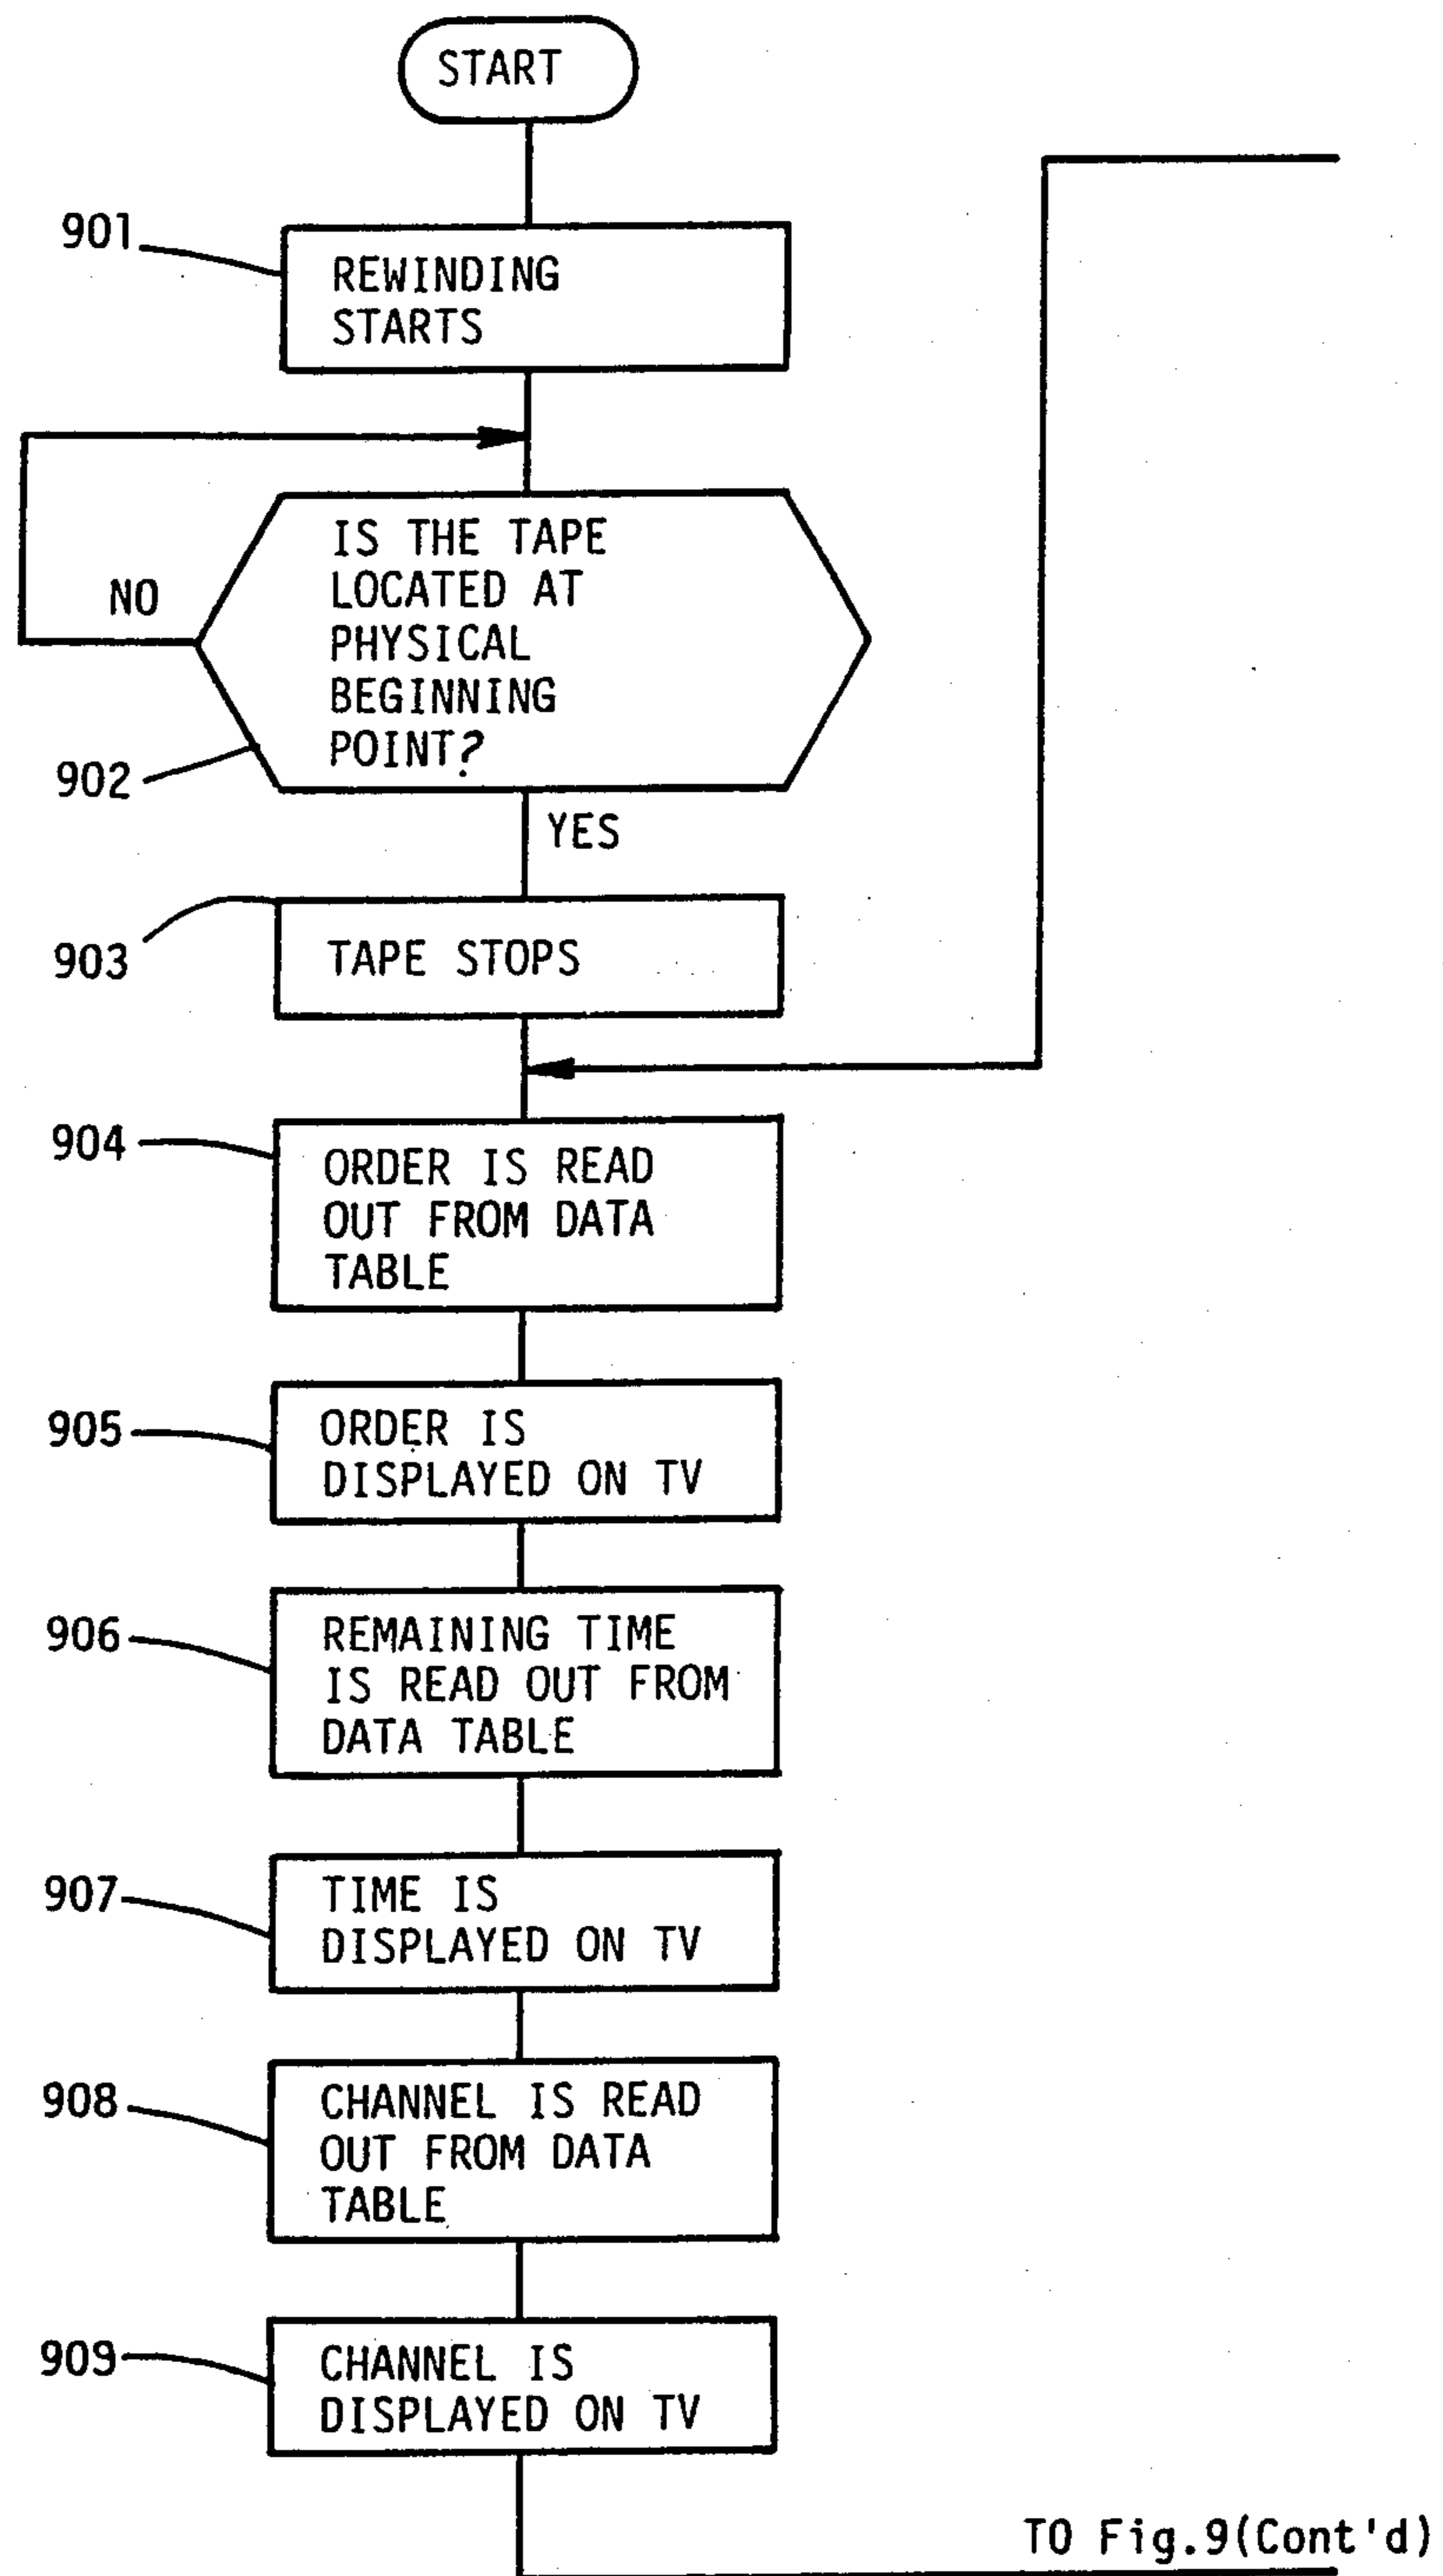 START
901
REWINDING
STARTS
NO
IS THE TAPE
LOCATED AT
PHYSICAL
BEGINNING
POINT?
902
YES
903
TAPE STOPS
904
ORDER IS READ
OUT FROM DATA
TABLE
905
ORDER IS
DISPLAYED ON TV
906
REMAINING TIME
IS READ OUT FROM
DATA TABLE
907
TIME IS
DISPLAYED ON TV
908
CHANNEL IS READ
OUT FROM DATA
TABLE
909
CHANNEL IS
DISPLAYED ON TV
TO Fig.9(Cont'd)